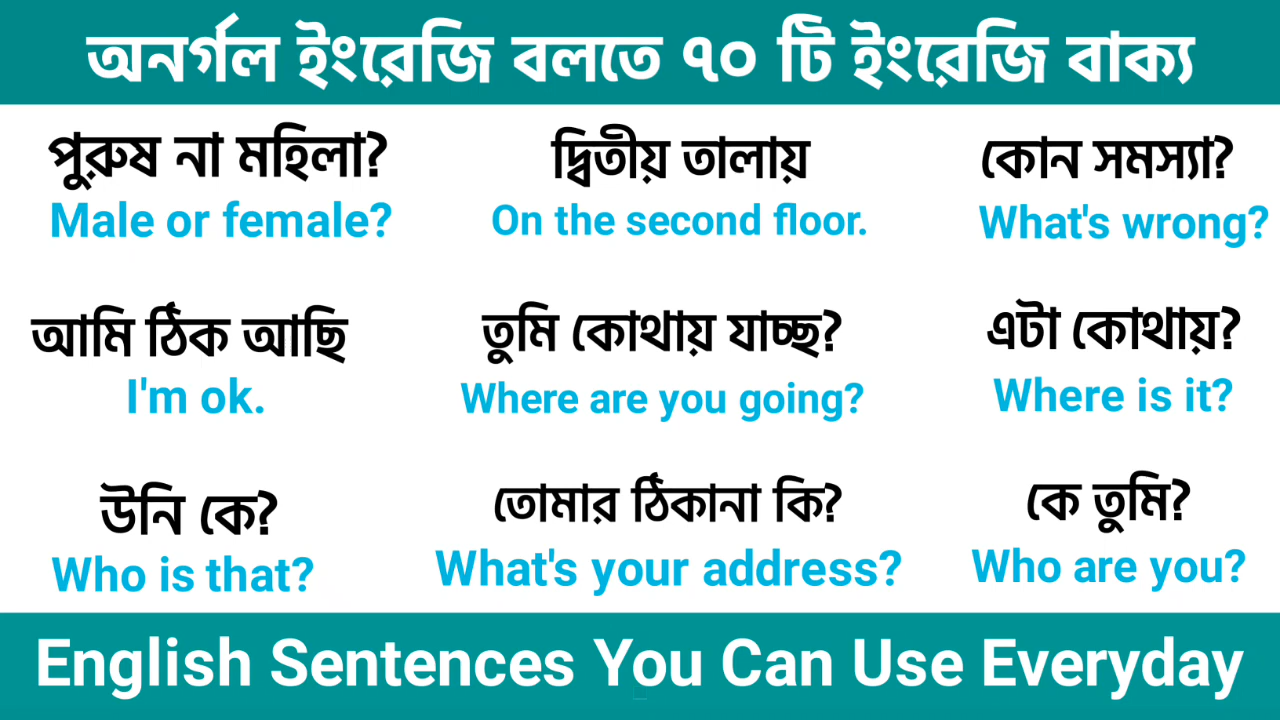 অনর্গল ইংরেজি বলতে ৭০ টি ইংরেজি বাক্য
পুরুষ না মহিলা?
Male or female?
দ্বিতীয় তালায়
On the second floor.
কোন সমস্যা?
What's wrong?
আমি ঠিক আছি
I'm ok.
তুমি কোথায় যাচ্ছ?
Where are you going?
এটা কোথায়?
Where is it?
উনি কে?
Who is that?
তোমার ঠিকানা কি?
What's your address?
কে তুমি?
Who are you?
English Sentences You Can Use Everyday